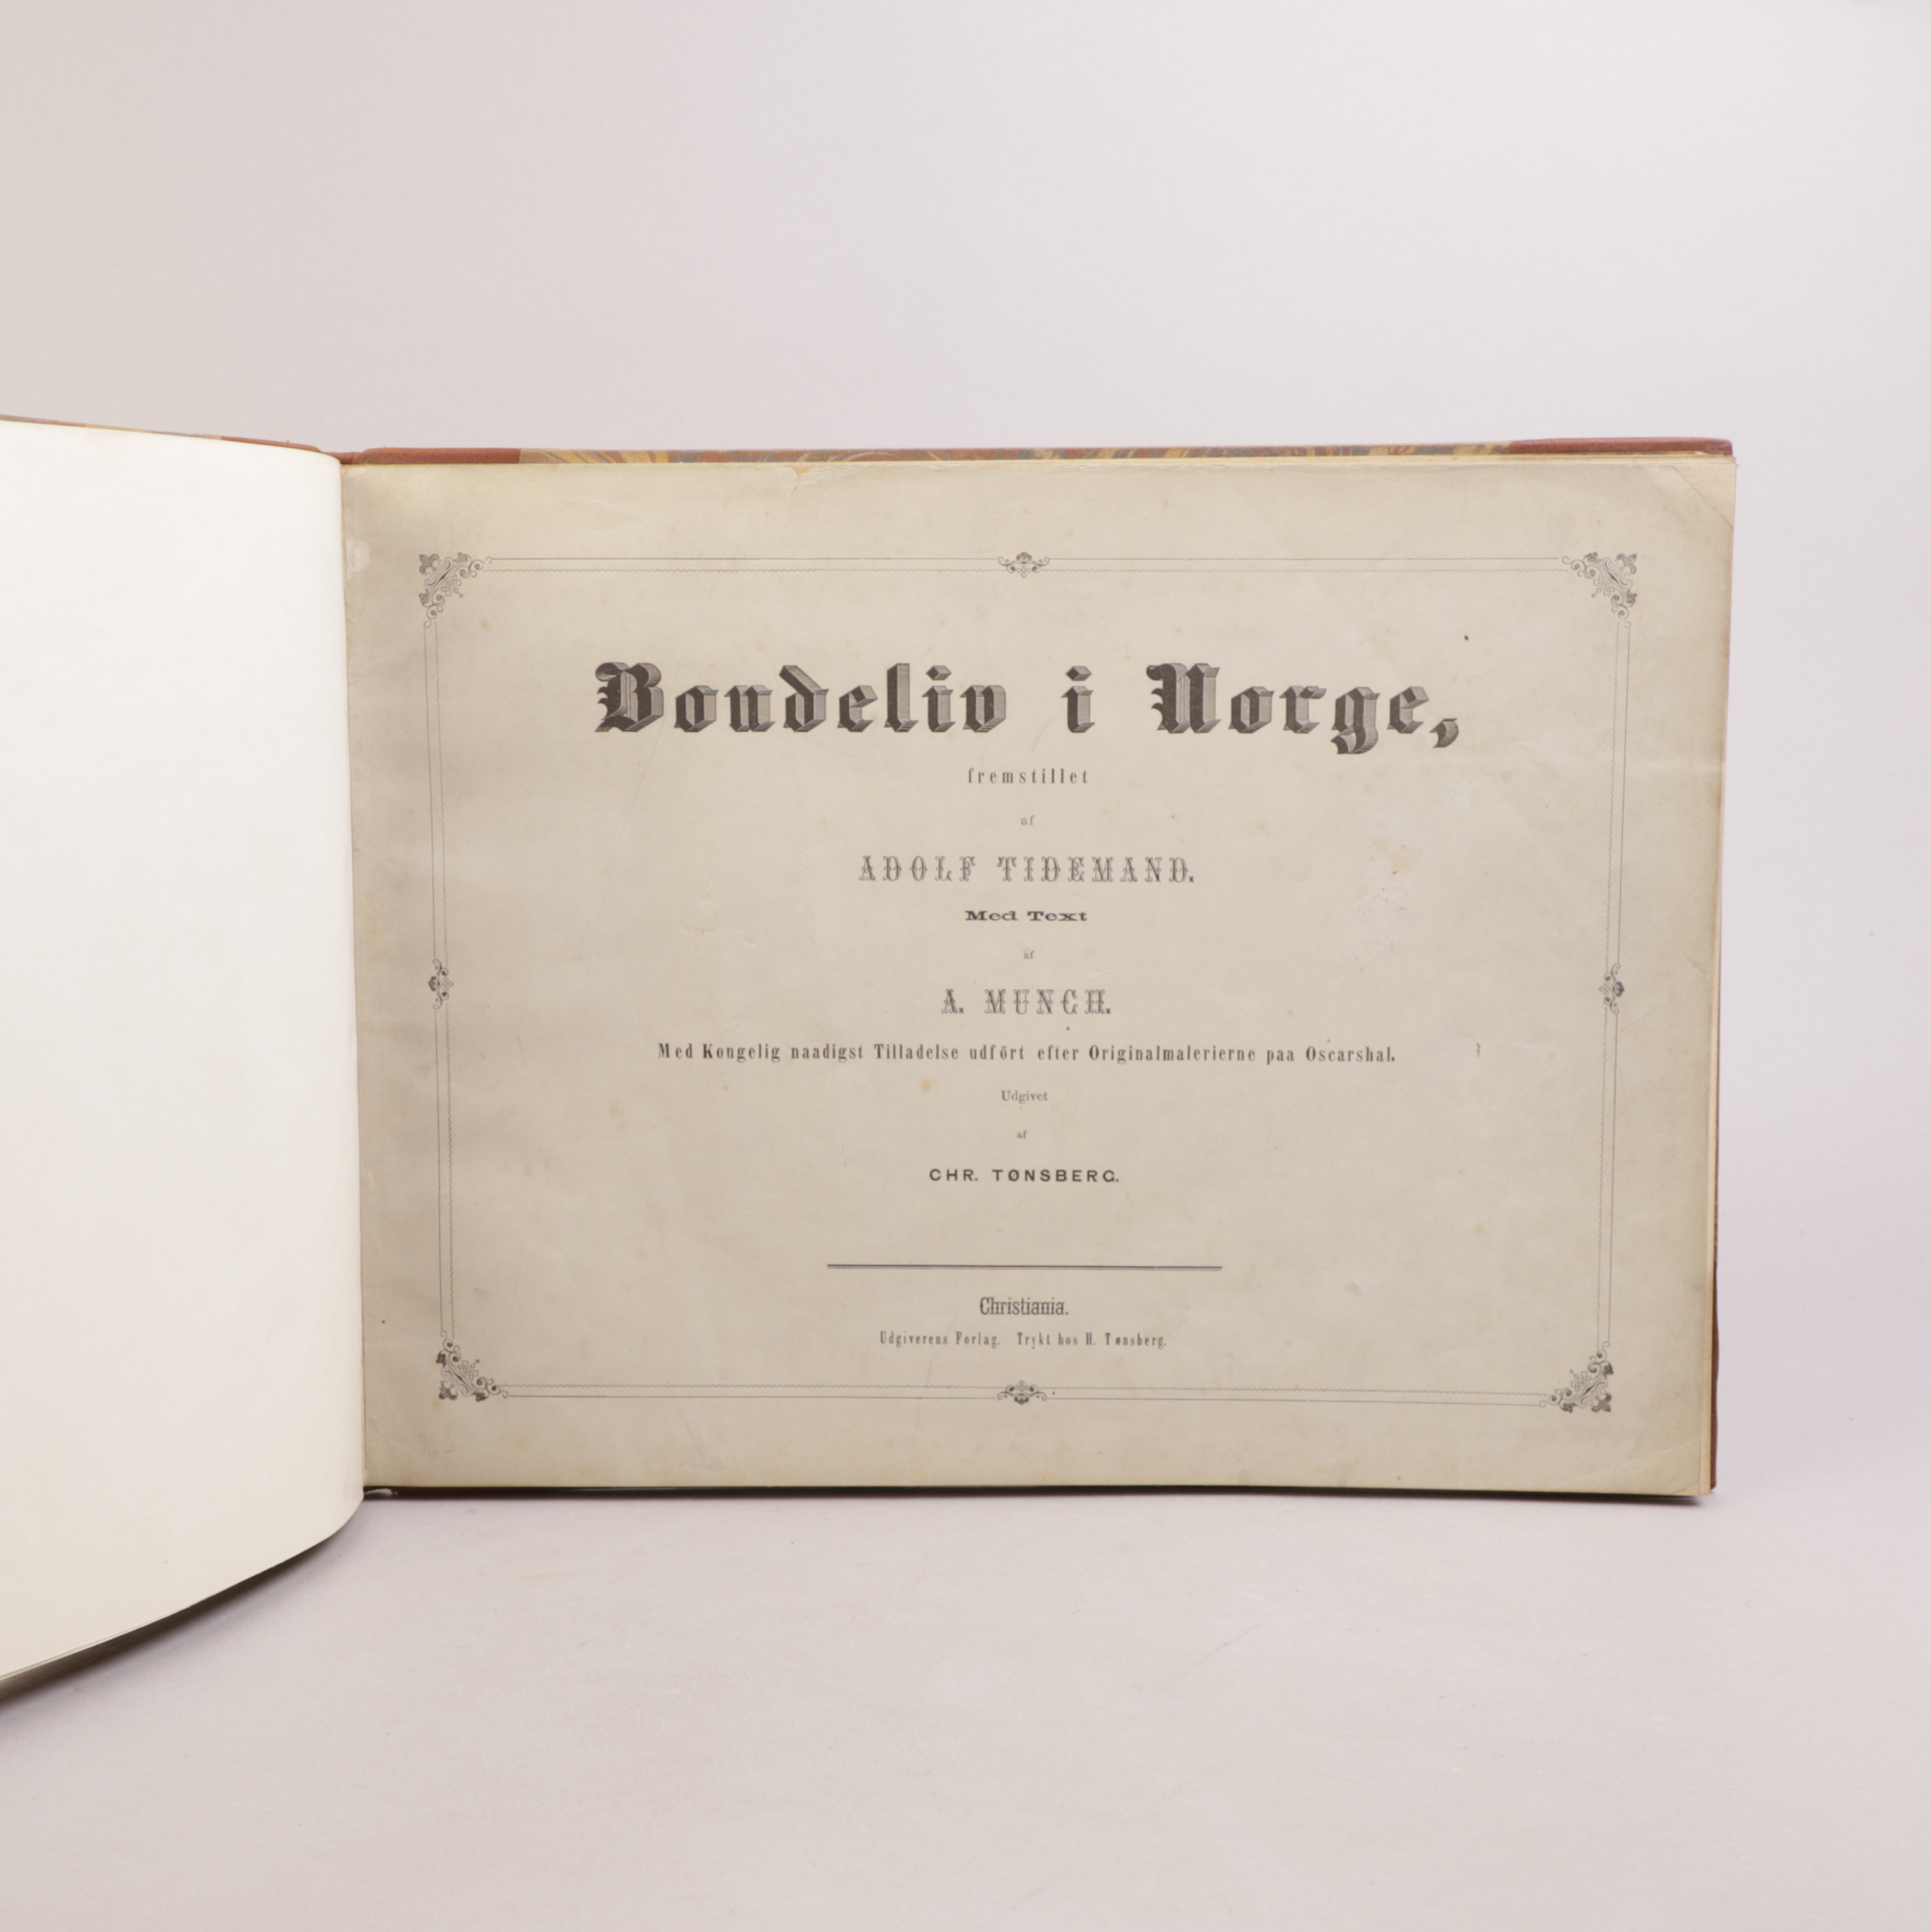 Bondeliv i Norge,
fremstillet
af
ADOLF TIDEMAND.
Med Text
af
A. MUNCH.
Med Kongelig naadigst Tilladelse udfört efter Originalmalerierne paa Oscarshal.
Udgivet
af
CHR. TØNSBERG.
Christiania.
Udgiverens Forlag. Trykt hos H. Tønsberg.